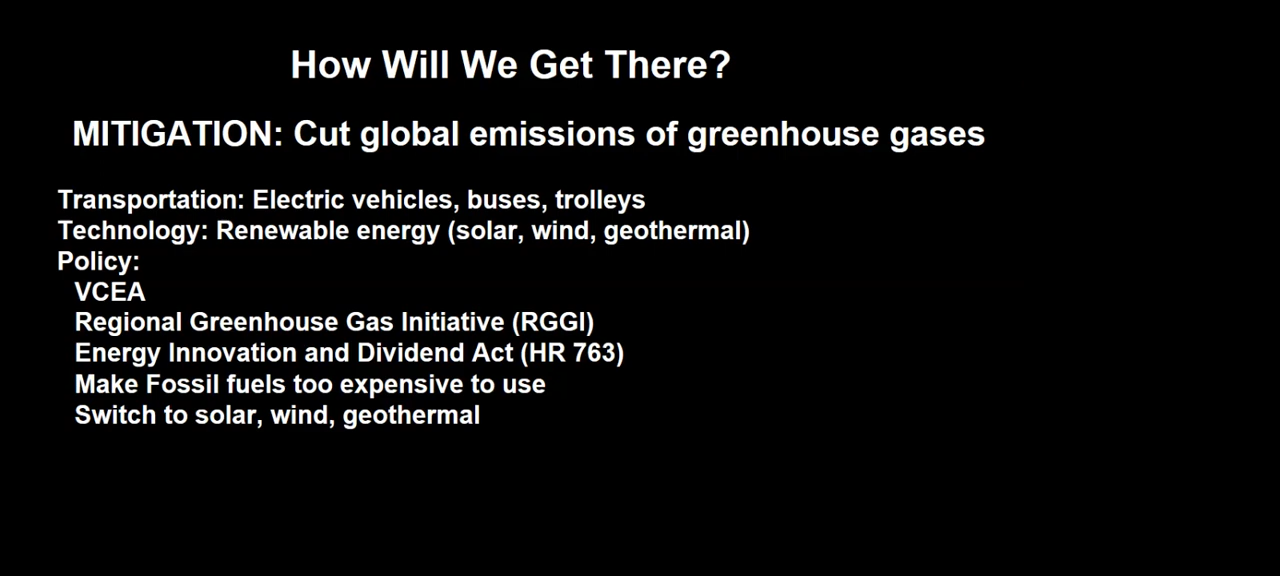 How Will We Get There?
MITIGATION: Cut global emissions of greenhouse gases
Transportation: Electric vehicles, buses, trolleys
Technology: Renewable energy (solar, wind, geothermal)
Policy:
VCEA
Regional Greenhouse Gas Initiative (RGGI)
Energy Innovation and Dividend Act (HR 763)
Make Fossil fuels too expensive to use
Switch to solar, wind, geothermal